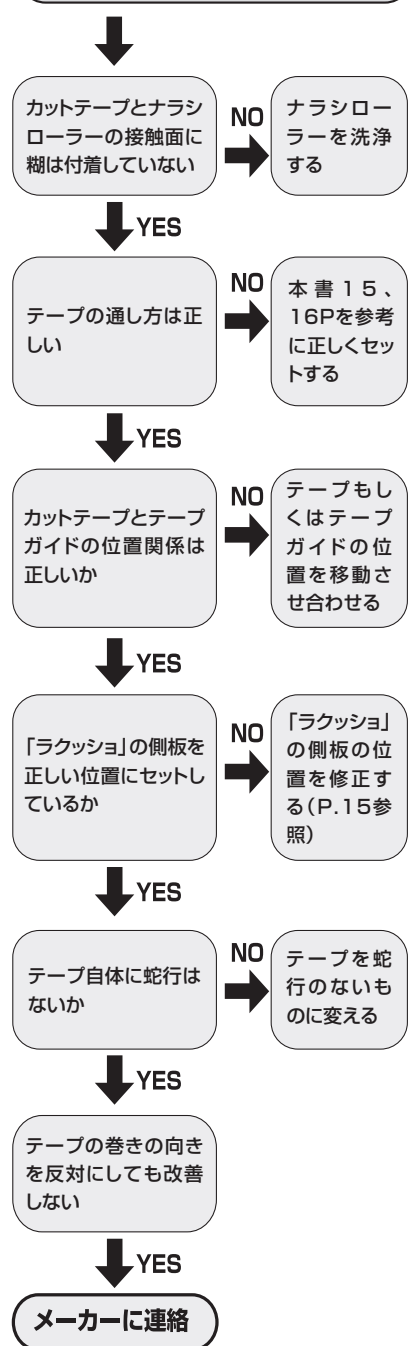 カットテープとナラシ
ローラーの接触面に
糊は付着していない
NO
ナラシロー
ラーを洗浄
する
YES
テープの通し方は正
しい
NO
本書15、
16Pを参考
に正しくセッ
トする
YES
カットテープとテープ
ガイドの位置関係は
正しいか
NO
テープもし
くはテープ
ガイドの位
置を移動さ
せ合わせる
YES
「ラクッショ」の側板を
正しい位置にセットし
ているか
NO
「ラクッショ」
の側板の位
置を修正す
る(P.15参
照)
YES
テープ自体に蛇行は
ないか
NO
テープを蛇
行のないも
のに変える
YES
テープの巻きの向き
を反対にしても改善
しない
YES
メーカーに連絡